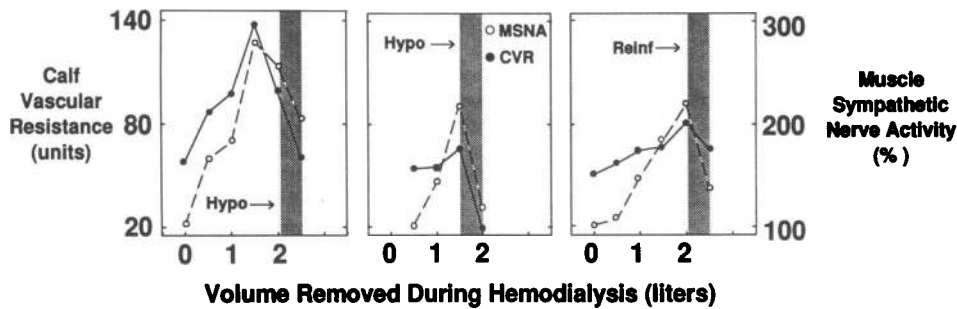 140
80
20
Calf
Vascular
Resistance
(units)
Hypo
0 1 2
Hypo
MSNA
CVR
0 1 2
Reinf
0 1 2
300
200
100
Muscle
Sympathetic
Nerve Activity
(% )
Volume Removed During Hemodialysis (liters)